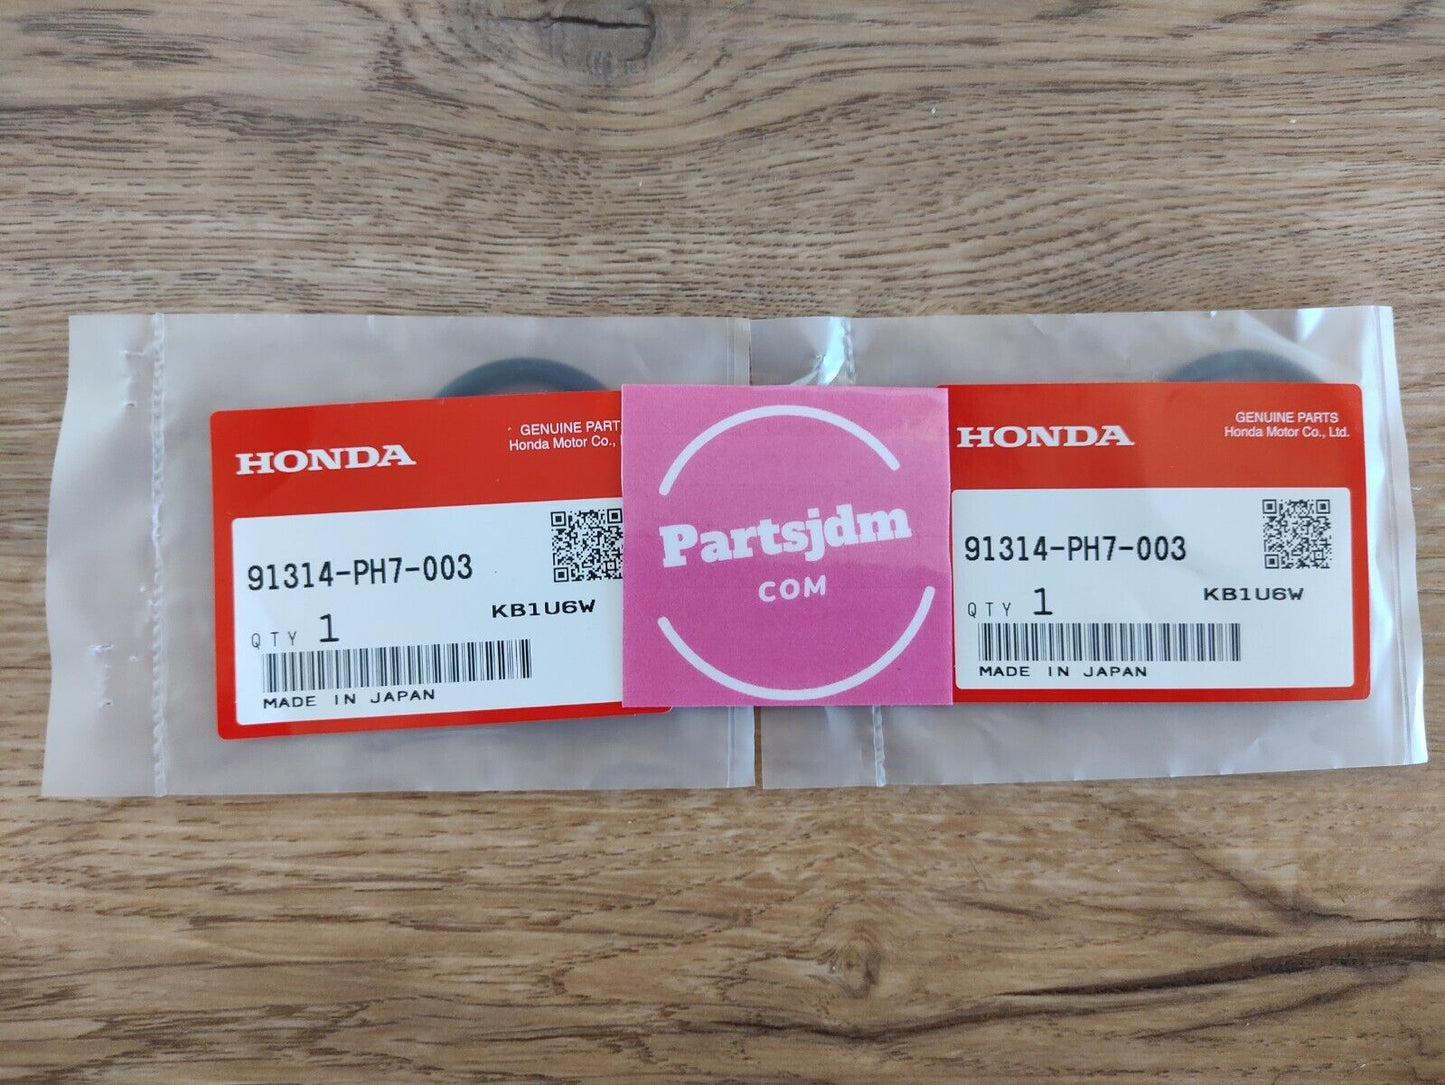 HONDA
GENUINE PART
Honda Motor Co.,
91314-PH7-003
QTY 1
KB1U6W
MADE IN JAPAN
Partsjdm
COM
HONDA
GENUINE PARTS
Honda Motor Co., Ltd.
91314-PH7-003
QTY 1
KB1U6W
MADE IN JAPAN